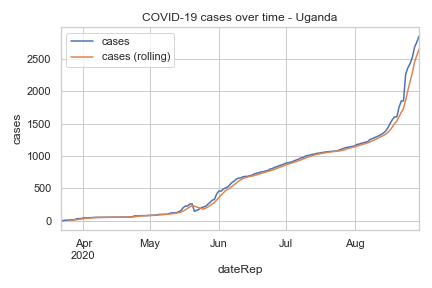 COVID-19 cases over time - Uganda
cases
cases (rolling)
cases
2500
2000
1500
1000
500
0
Apr May Jun Jul Aug
2020
dateRep